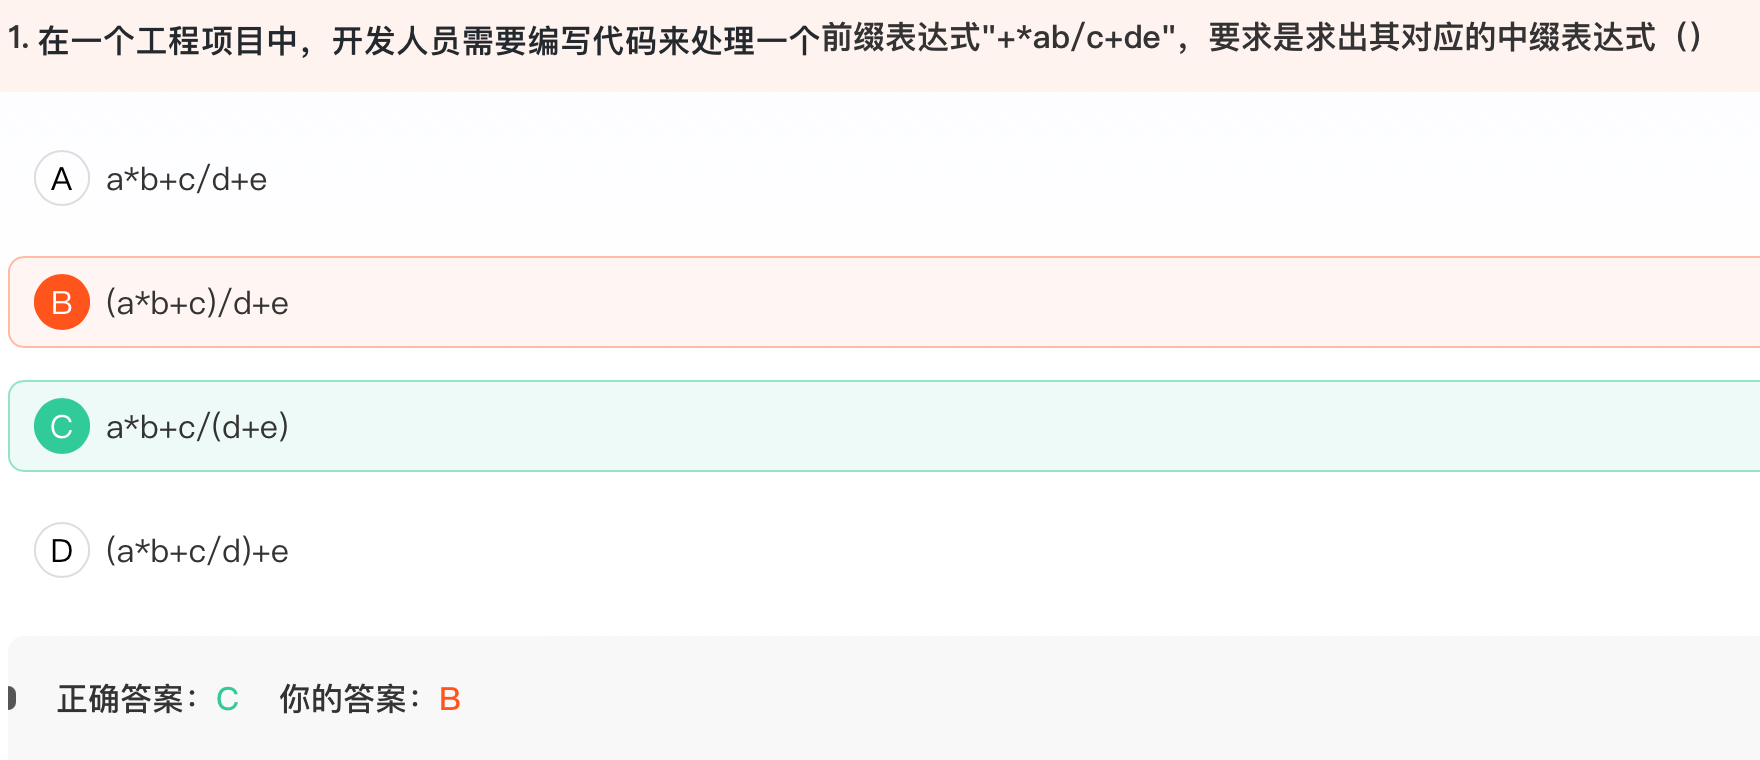 1. 在一个工程项目中，开发人员需要编写代码来处理一个前缀表达式"+*ab/c+de"，要求是求出其对应的中缀表达式（）
A a*b+c/d+e
B (a*b+c)/d+e
C a*b+c/(d+e)
D (a*b+c/d)+e
正确答案：C 你的答案：B